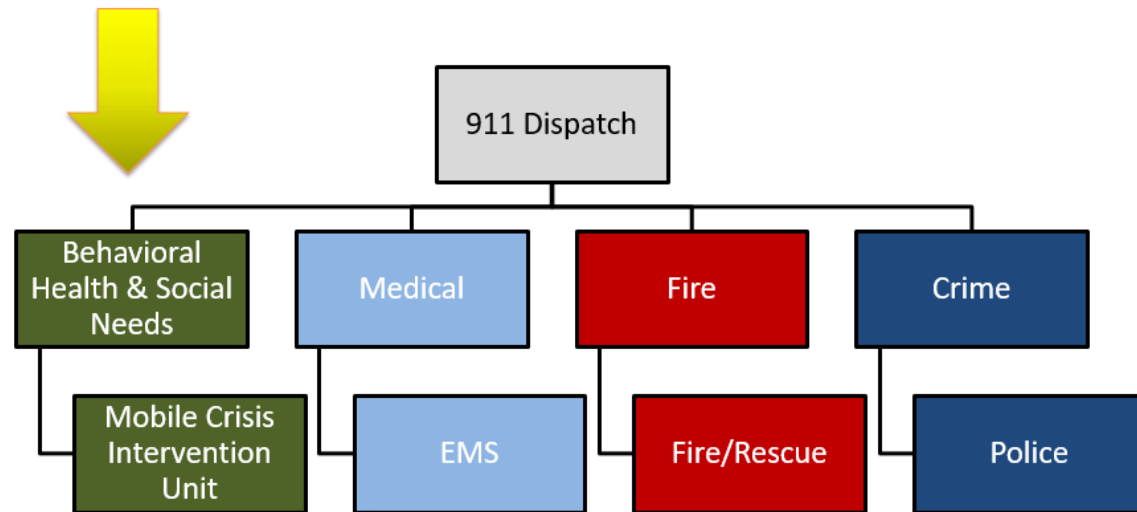 911 Dispatch
Behavioral
Health & Social
Needs
Medical
Fire
Crime
Mobile Crisis
Intervention
Unit
EMS
Fire/Rescue
Police